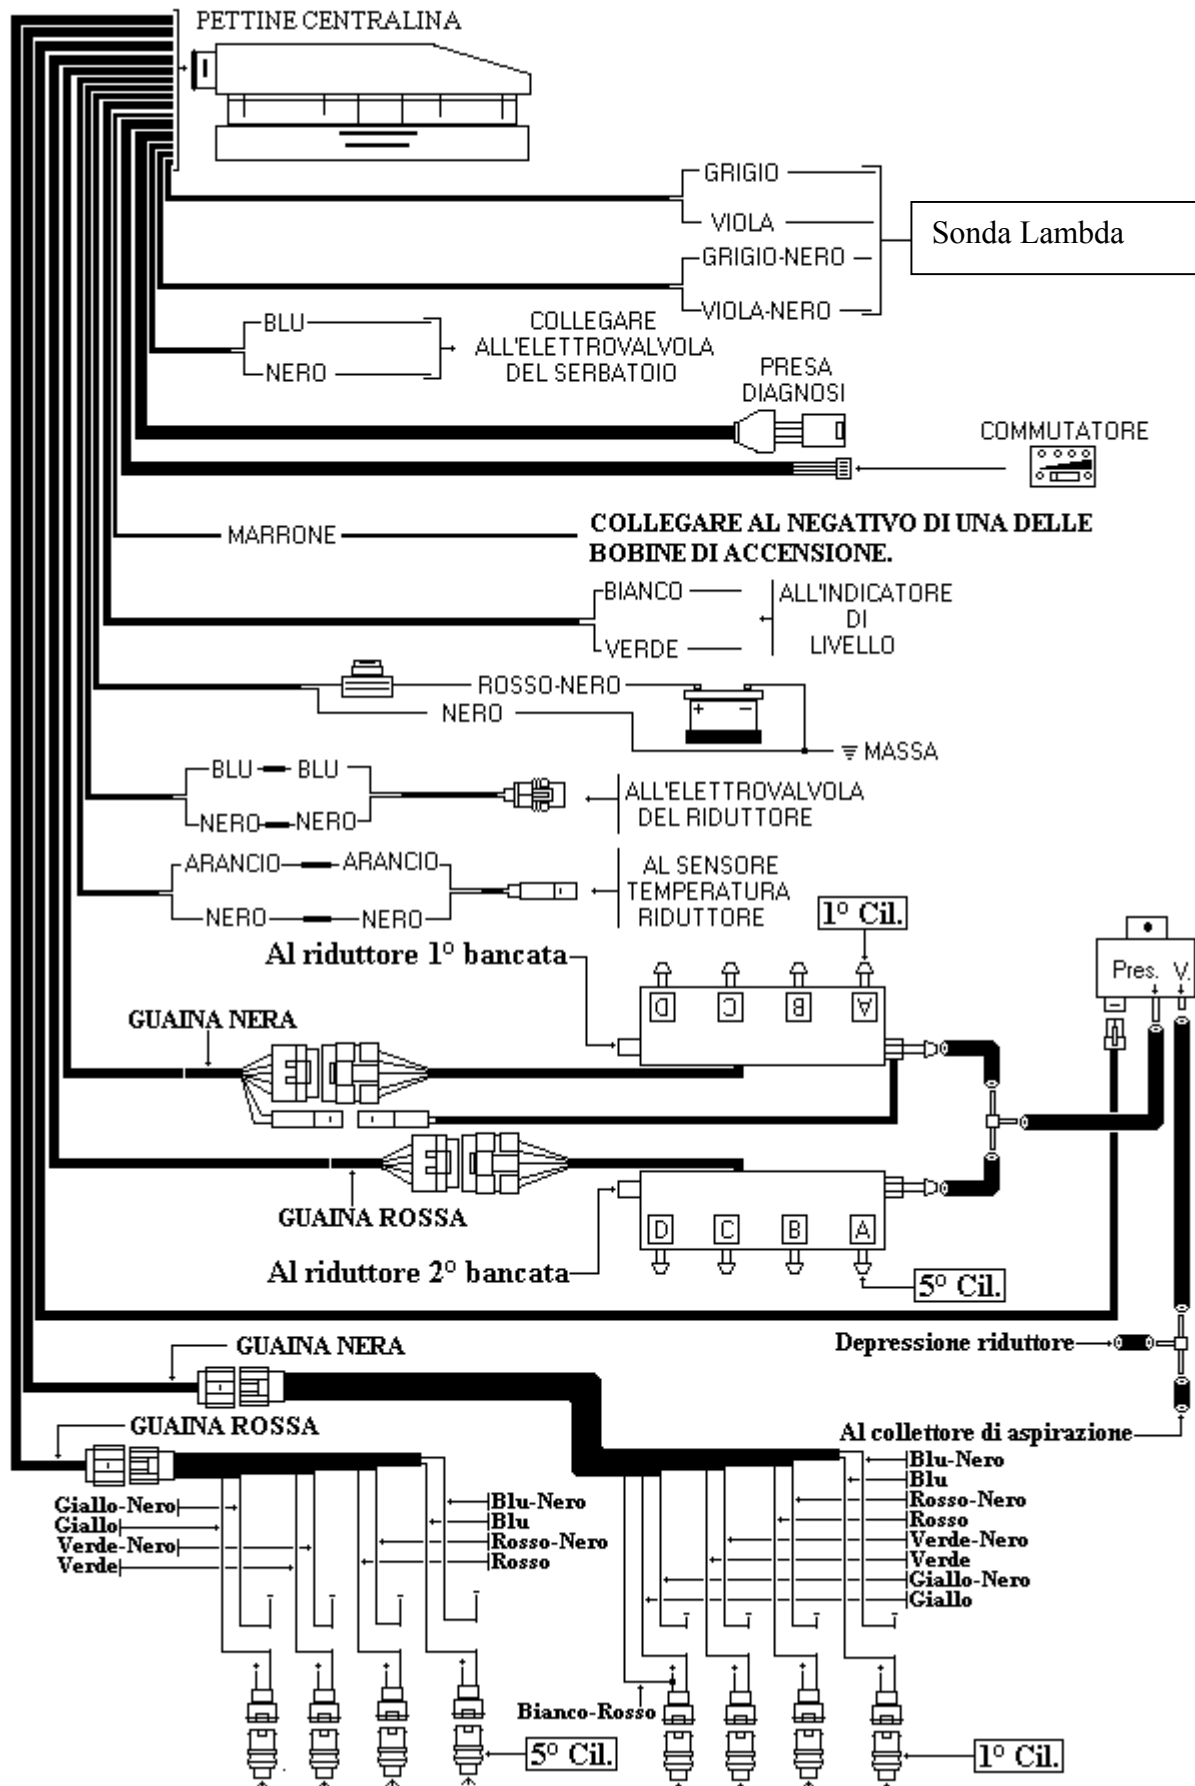 PETTINE CENTRALINA
GRIGIO
VIOLA
GRIGIO-NERO
VIOLA-NERO
Sonda Lambda
BLU
NERO
COLLEGARE
ALL'ELETTROVALVOLA
DEL SERBATOIO
PRESA
DIAGNOSI
COMMUTATORE
MARRONE
COLLEGARE AL NEGATIVO DI UNA DELLE
BOBINE DI ACCENSIONE.
BIANCO
VERDE
ALL'INDICATORE
DI
LIVELLO
ROSSO-NERO
NERO
+ −
MASSA
BLU BLU
NERO NERO
ALL'ELETTROVALVOLA
DEL RIDUTTORE
ARANCIO ARANCIO
NERO NERO
AL SENSORE
TEMPERATURA
RIDUTTORE
1° Cil.
Al riduttore 1° bancata
D C B A
Pres. V.
GUAINA NERA
GUAINA ROSSA
D C B A
Al riduttore 2° bancata
5° Cil.
Depressione riduttore
GUAINA NERA
GUAINA ROSSA
Al collettore di aspirazione
Giallo-Nero
Giallo
Verde-Nero
Verde
Blu-Nero
Blu
Rosso-Nero
Rosso
Blu-Nero
Blu
Rosso-Nero
Rosso
Verde-Nero
Verde
Giallo-Nero
Giallo
− − − −
− − − −
+ + + +
+ + + +
Bianco-Rosso
5° Cil.
1° Cil.